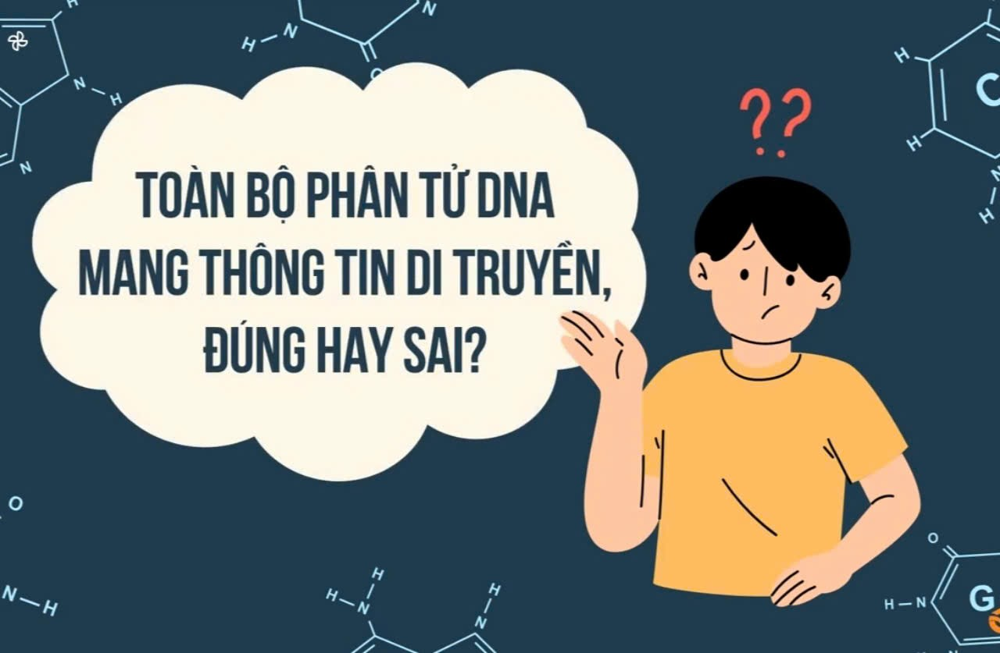 H
N
H – N
O
N – H
N
??
H
C
H
N
H
TOÀN BỘ PHÂN TỬ DNA
MANG THÔNG TIN DI TRUYỀN,
ĐÚNG HAY SAI?
O
N – H
H
H – N
H
N
O
H – N
G